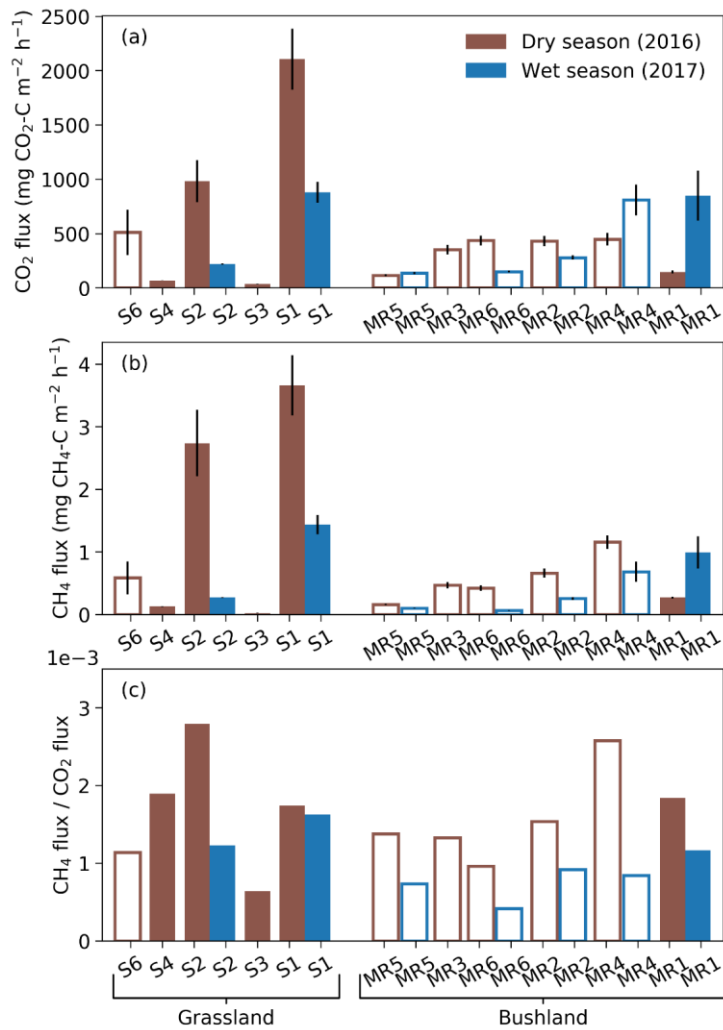 (a)
Dry season (2016)
Wet season (2017)
CO₂ flux (mg CO₂-C m⁻² h⁻¹)
2500
2000
1500
1000
500
0
S6 S4 S2 S2 S3 S1 S1 MR5 MR5 MR3 MR6 MR6 MR2 MR2 MR4 MR4 MR1 MR1
(b)
CH₄ flux (mg CH₄-C m⁻² h⁻¹)
4
3
2
1
0
S6 S4 S2 S2 S3 S1 S1 MR5 MR5 MR3 MR6 MR6 MR2 MR2 MR4 MR4 MR1 MR1
1e−3
(c)
CH₄ flux / CO₂ flux
3
2
1
0
S6 S4 S2 S2 S3 S1 S1 MR5 MR5 MR3 MR6 MR6 MR2 MR2 MR4 MR4 MR1 MR1
Grassland Bushland